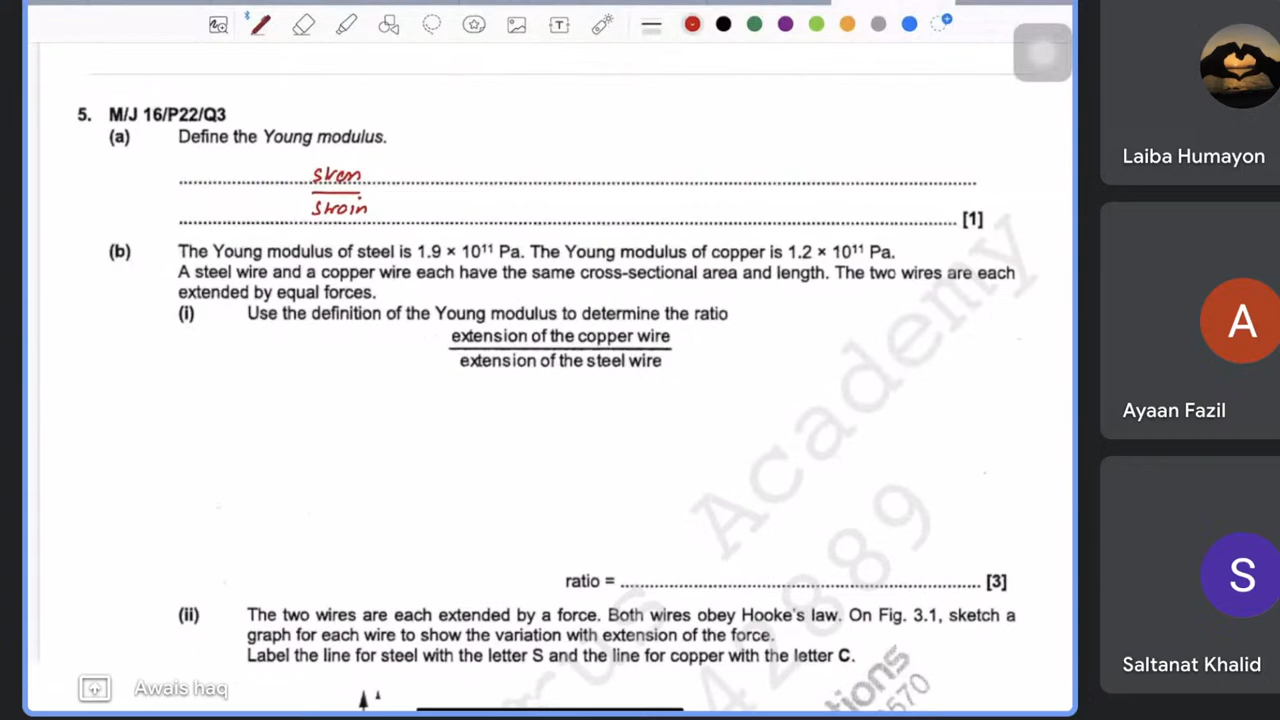 5. M/J 16/P22/Q3
(a) Define the Young modulus.
stress
strain
[1]
(b) The Young modulus of steel is 1.9 × 10¹¹ Pa. The Young modulus of copper is 1.2 × 10¹¹ Pa.
A steel wire and a copper wire each have the same cross-sectional area and length. The two wires are each
extended by equal forces.
(i) Use the definition of the Young modulus to determine the ratio
extension of the copper wire
extension of the steel wire
ratio = [3]
(ii) The two wires are each extended by a force. Both wires obey Hooke's law. On Fig. 3.1, sketch a
graph for each wire to show the variation with extension of the force.
Label the line for steel with the letter S and the line for copper with the letter C.
Academy
42889
rus
tions
570
Awais haq
Laiba Humayon
A
Ayaan Fazil
S
Saltanat Khalid